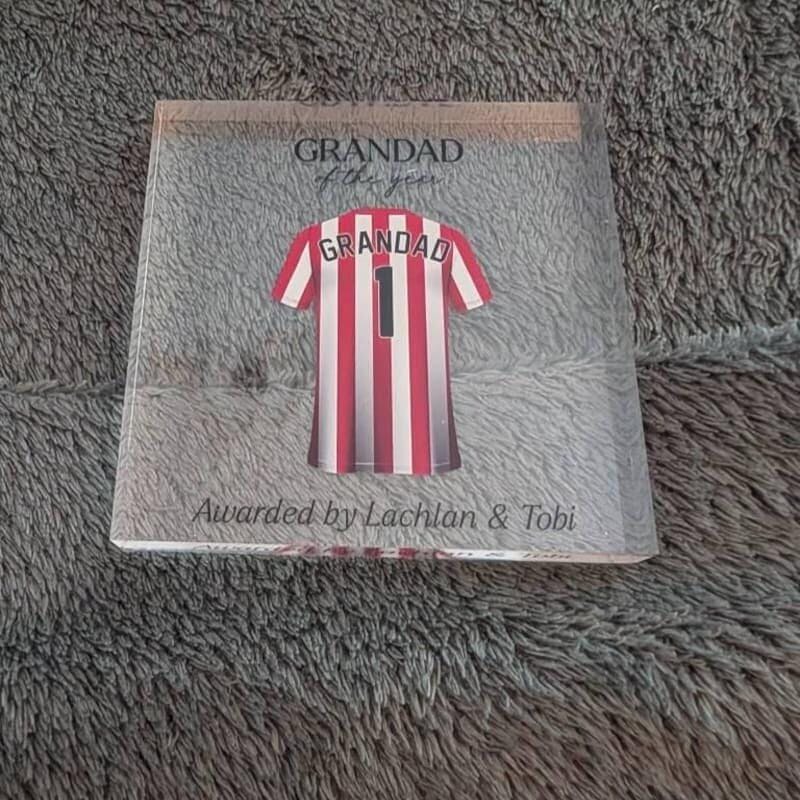 GRANDAD
of the year
GRANDAD
1
Awarded by Lachlan & Tobi